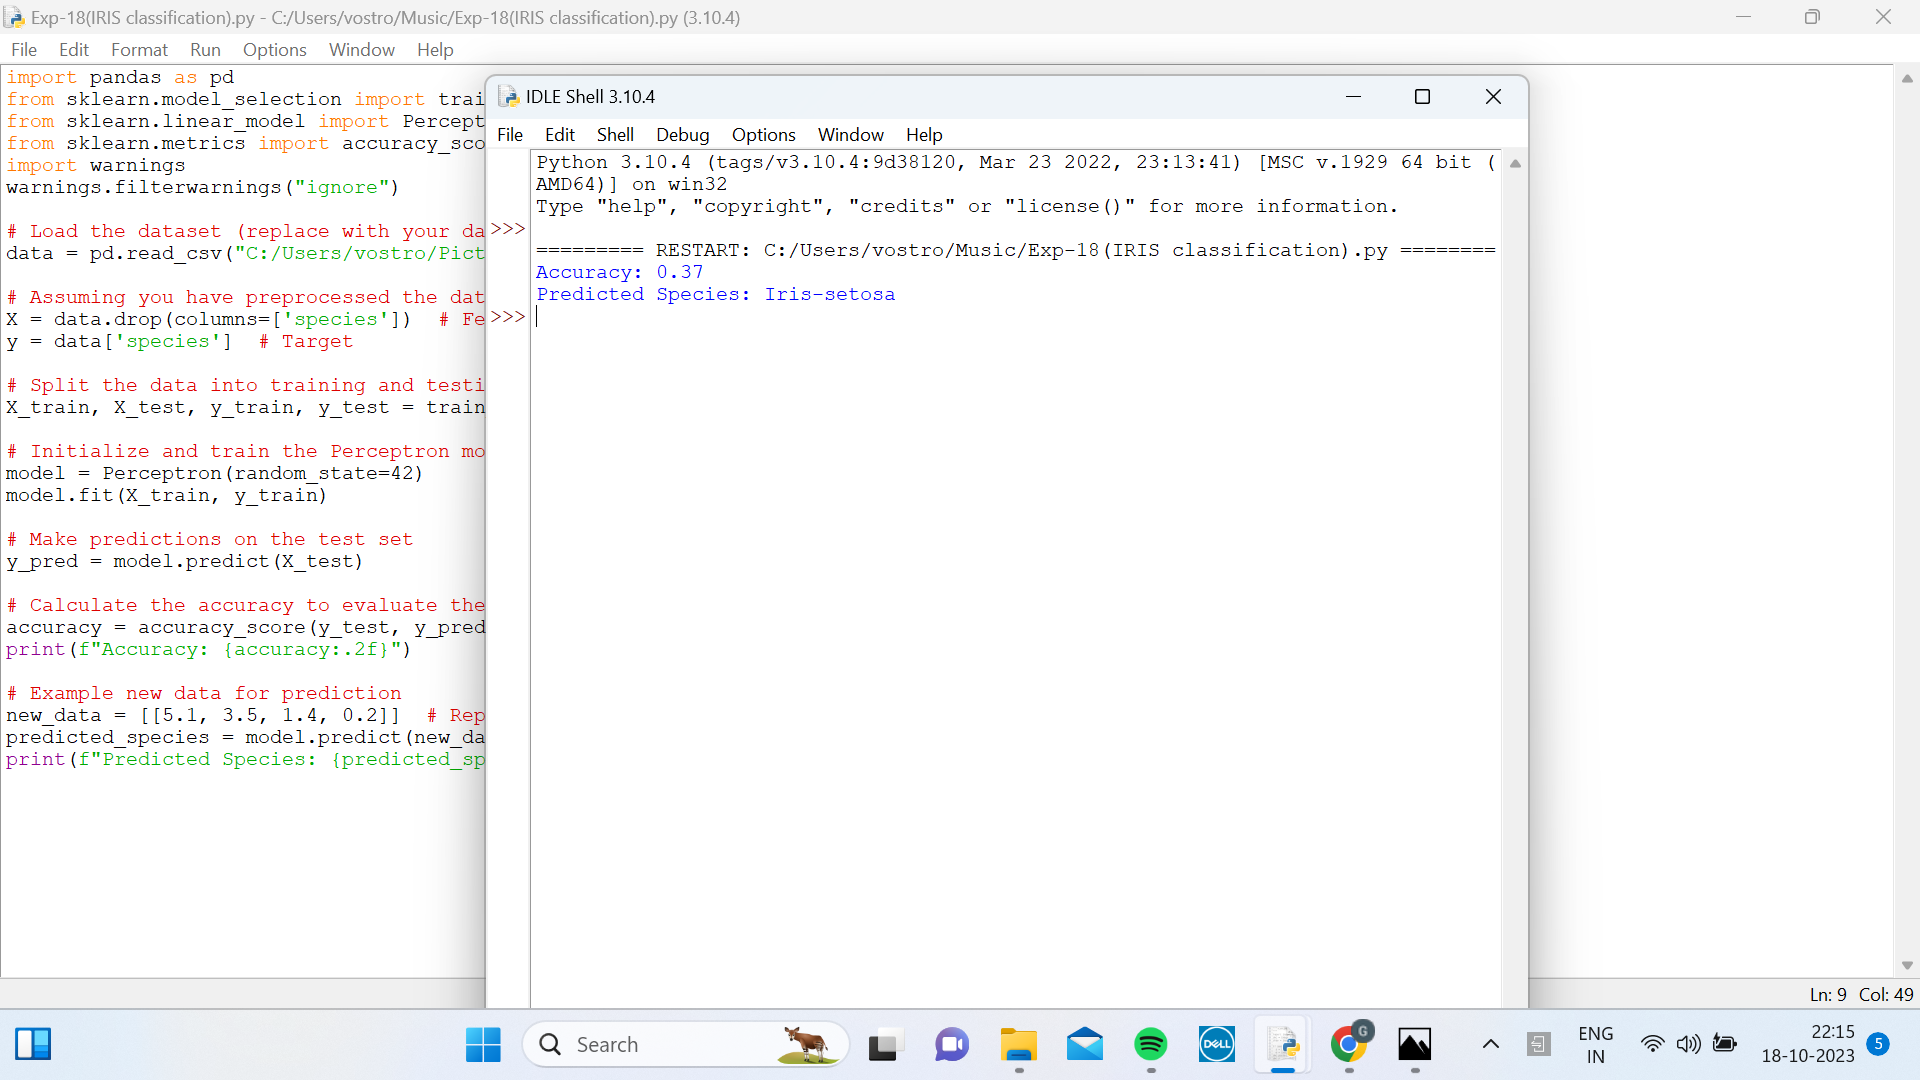 Exp-18(IRIS classification).py - C:/Users/vostro/Music/Exp-18(IRIS classification).py (3.10.4)
File Edit Format Run Options Window Help
import pandas as pd
from sklearn.model_selection import trai
from sklearn.linear_model import Percept
from sklearn.metrics import accuracy_sco
import warnings
warnings.filterwarnings("ignore")
# Load the dataset (replace with your da
data = pd.read_csv("C:/Users/vostro/Pict
# Assuming you have preprocessed the dat
X = data.drop(columns=['species'])  # Fe
y = data['species']  # Target
# Split the data into training and testi
X_train, X_test, y_train, y_test = train
# Initialize and train the Perceptron mo
model = Perceptron(random_state=42)
model.fit(X_train, y_train)
# Make predictions on the test set
y_pred = model.predict(X_test)
# Calculate the accuracy to evaluate the
accuracy = accuracy_score(y_test, y_pred
print(f"Accuracy: {accuracy:.2f}")
# Example new data for prediction
new_data = [[5.1, 3.5, 1.4, 0.2]]  # Rep
predicted_species = model.predict(new_da
print(f"Predicted Species: {predicted_sp
IDLE Shell 3.10.4
File Edit Shell Debug Options Window Help
Python 3.10.4 (tags/v3.10.4:9d38120, Mar 23 2022, 23:13:41) [MSC v.1929 64 bit (
AMD64)] on win32
Type "help", "copyright", "credits" or "license()" for more information.
>>>
========= RESTART: C:/Users/vostro/Music/Exp-18(IRIS classification).py ========
Accuracy: 0.37
Predicted Species: Iris-setosa
>>>
Ln: 9 Col: 49
Search
DELL
G
ENG
IN
22:15
18-10-2023
5